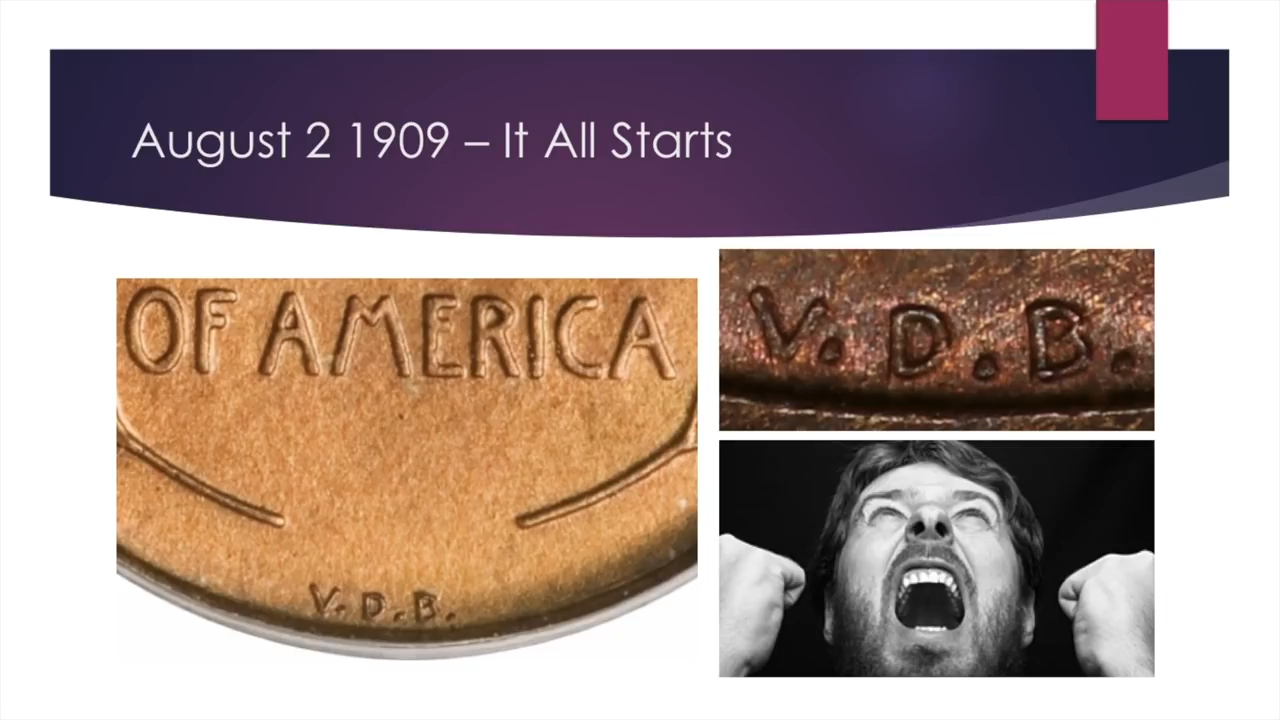 August 2 1909 – It All Starts
OF AMERICA
V.D.B.
V.D.B.